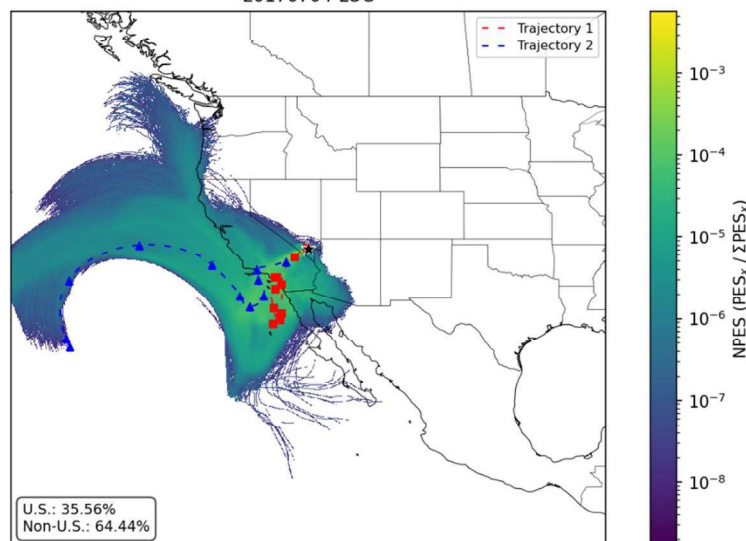 Trajectory 1
Trajectory 2
U.S.: 35.56%
Non-U.S.: 64.44%
10⁻³
10⁻⁴
10⁻⁵
10⁻⁶
10⁻⁷
10⁻⁸
NPES (PESₓ / ΣPESₓ)